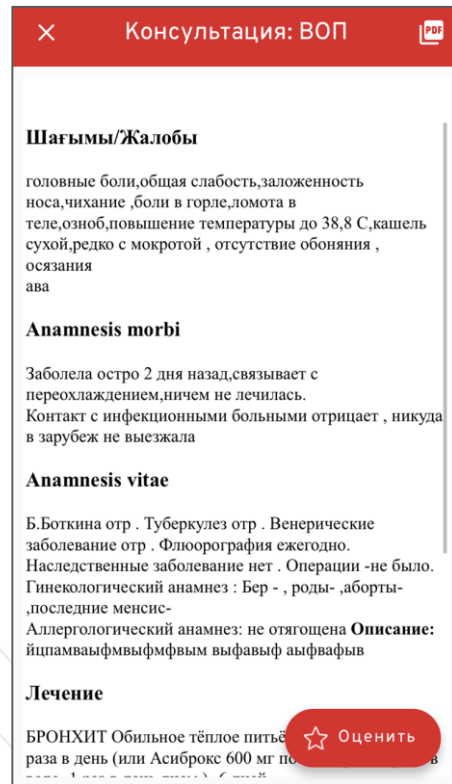 Консультация: ВОП
PDF
Шағымы/Жалобы
головные боли,общая слабость,заложенность
носа,чихание ,боли в горле,ломота в
теле,озноб,повышение температуры до 38,8 С,кашель
сухой,редко с мокротой , отсутствие обоняния ,
осязания
ава
Anamnesis morbi
Заболела остро 2 дня назад,связывает с
переохлаждением,ничем не лечилась.
Контакт с инфекционными больными отрицает , никуда
в зарубеж не выезжала
Anamnesis vitae
Б.Боткина отр . Туберкулез отр . Венерические
заболевание отр . Флюорография ежегодно.
Наследственные заболевание нет . Операции -не было.
Гинекологический анамнез : Бер - , роды- ,аборты-
,последние менсис-
Аллергологический анамнез: не отягощена Описание:
йцпамваыфмвыфмфвым выфавыф аыфвафыв
Лечение
БРОНХИТ Обильное тёплое питьё
раза в день (или Асиброкс 600 мг по в
Оценить